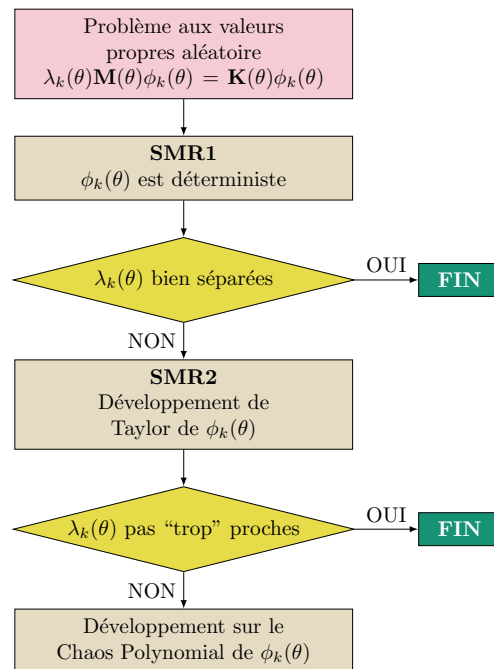 Problème aux valeurs
propres aléatoire
λₖ(θ)M(θ)ϕₖ(θ) = K(θ)ϕₖ(θ)
SMR1
ϕₖ(θ) est déterministe
λₖ(θ) bien séparées
OUI
FIN
NON
SMR2
Développement de
Taylor de ϕₖ(θ)
λₖ(θ) pas “trop” proches
OUI
FIN
NON
Développement sur le
Chaos Polynomial de ϕₖ(θ)